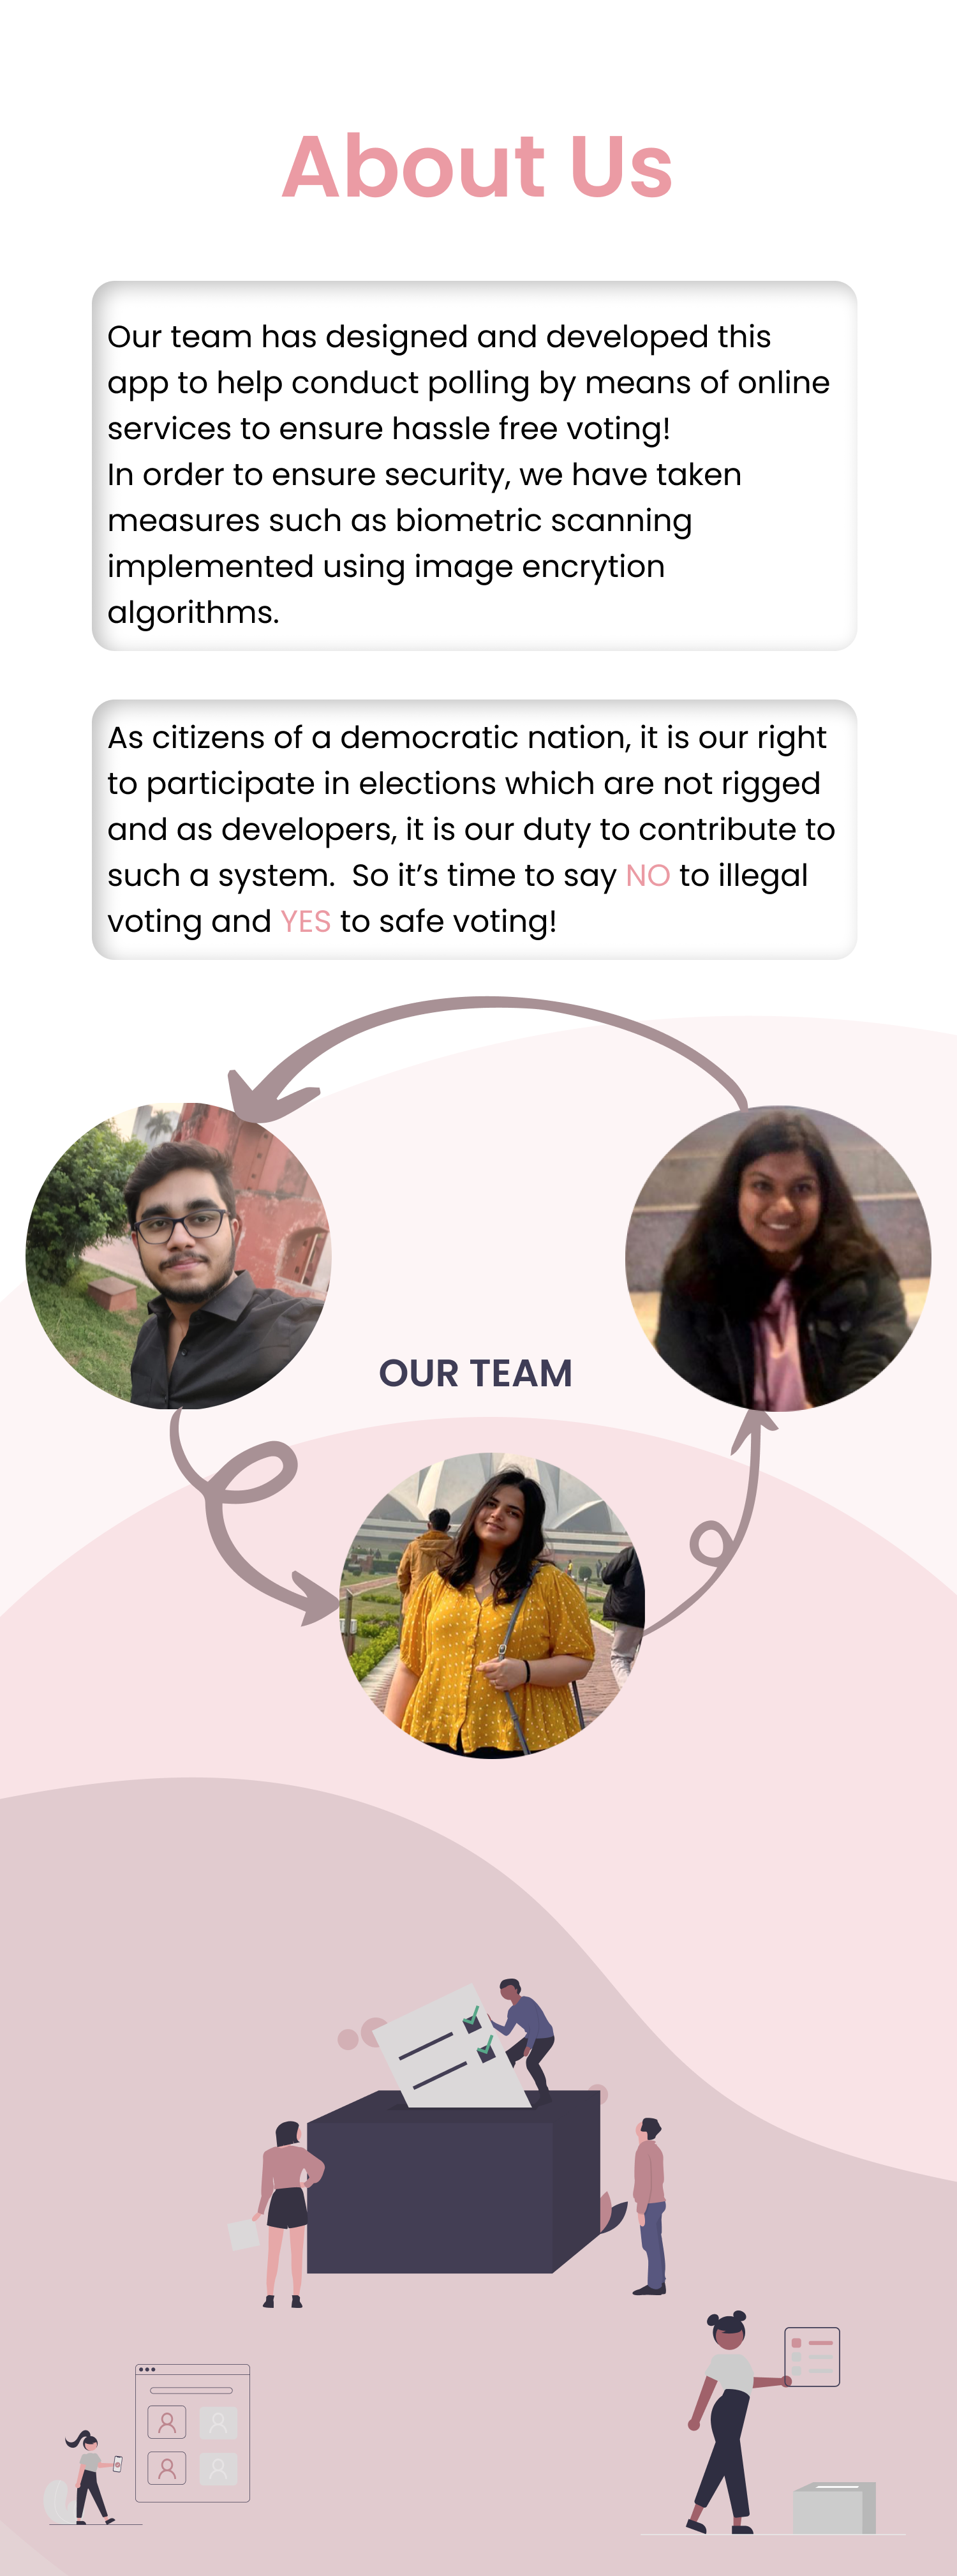 About Us
Our team has designed and developed this
app to help conduct polling by means of online
services to ensure hassle free voting!
In order to ensure security, we have taken
measures such as biometric scanning
implemented using image encrytion
algorithms.
As citizens of a democratic nation, it is our right
to participate in elections which are not rigged
and as developers, it is our duty to contribute to
such a system.  So it’s time to say NO to illegal
voting and YES to safe voting!
OUR TEAM